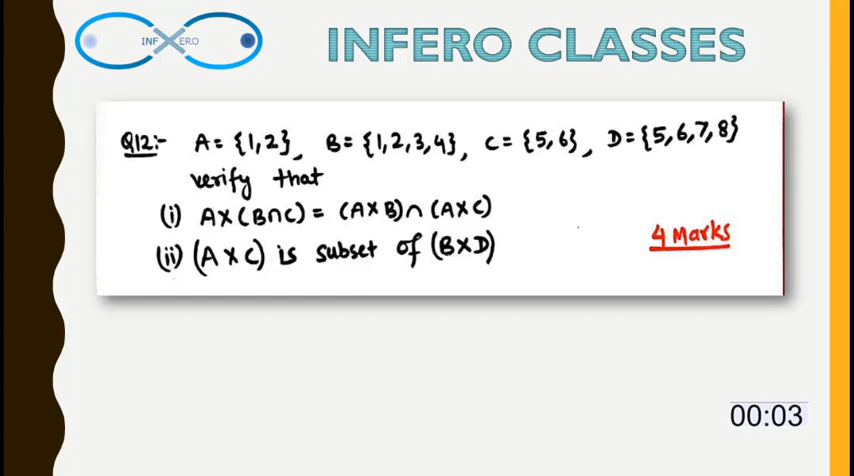 INF ERO
INFERO CLASSES
Q12:- A = {1,2}, B = {1,2,3,4}, C = {5,6}, D = {5,6,7,8}
verify that
(i) A×(B∩C) = (A×B)∩(A×C)
(ii) (A×C) is subset of (B×D)
4 Marks
00:03